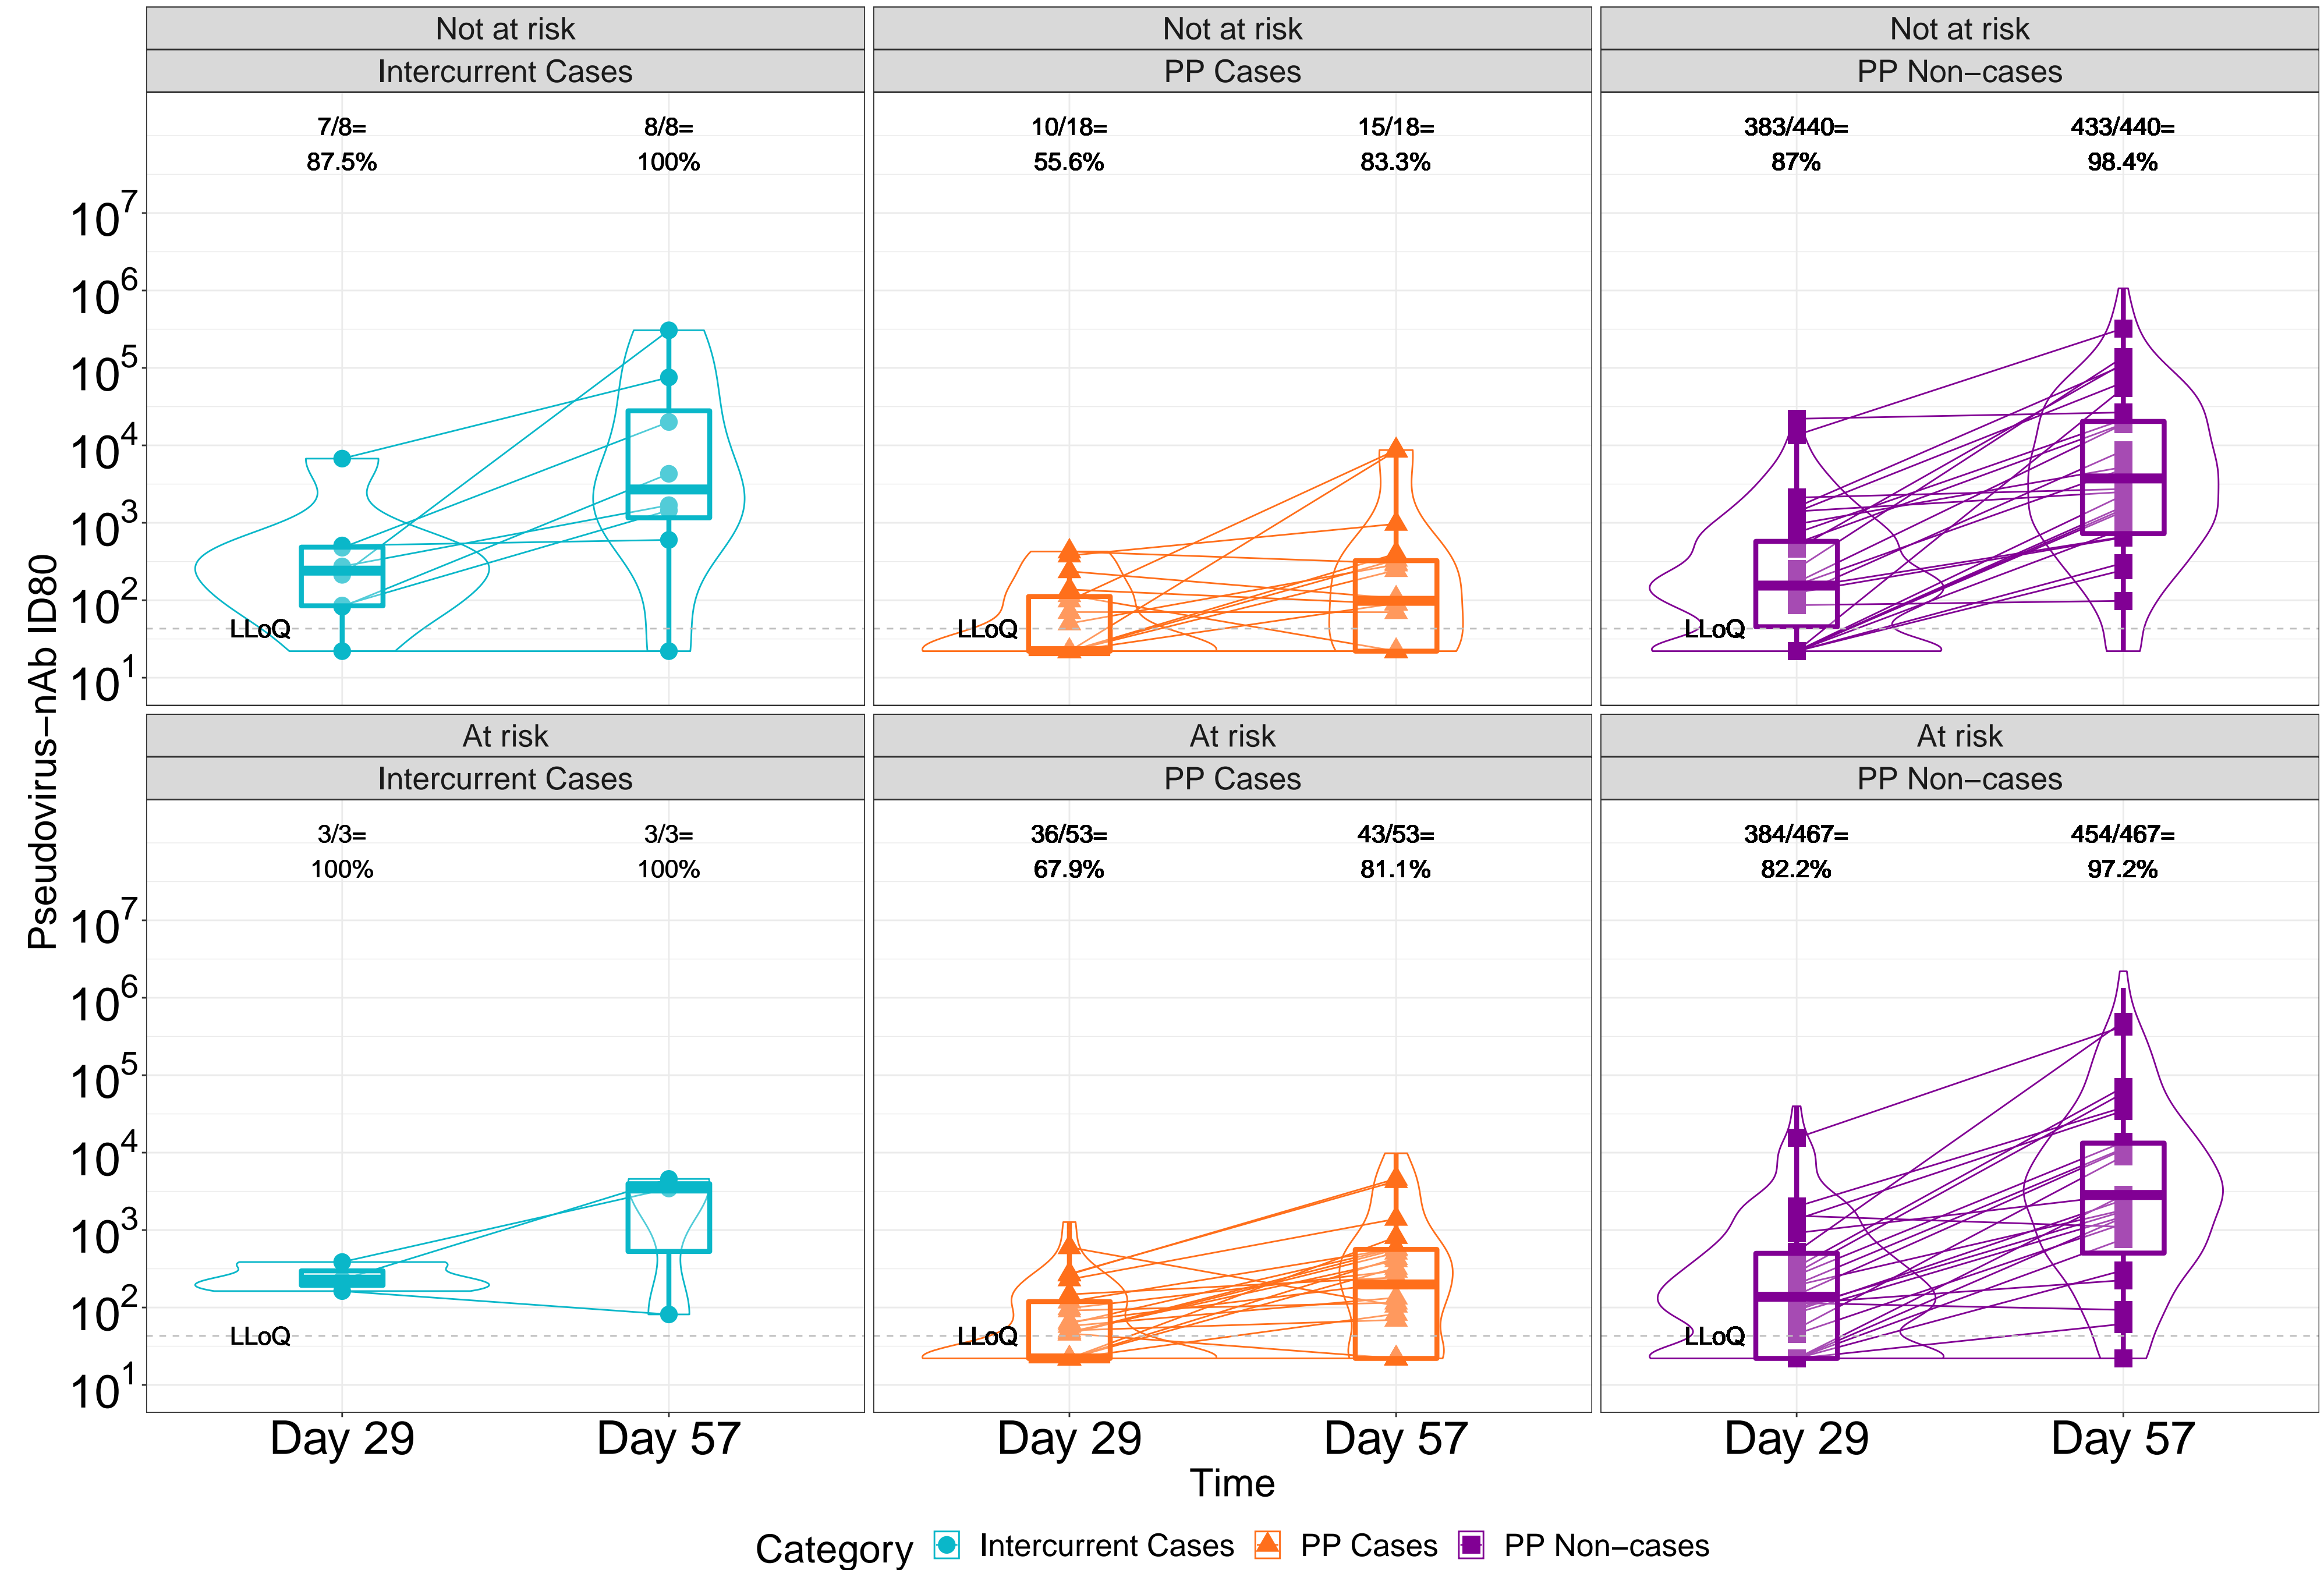 Not at risk
Not at risk
Not at risk
Intercurrent Cases
PP Cases
PP Non−cases
7/8=
87.5%
8/8=
100%
10/18=
55.6%
15/18=
83.3%
383/440=
87%
433/440=
98.4%
10^7
10^6
10^5
10^4
10^3
10^2
10^1
LLoQ
LLoQ
LLoQ
Pseudovirus−nAb ID80
At risk
At risk
At risk
Intercurrent Cases
PP Cases
PP Non−cases
3/3=
100%
3/3=
100%
36/53=
67.9%
43/53=
81.1%
384/467=
82.2%
454/467=
97.2%
10^7
10^6
10^5
10^4
10^3
10^2
10^1
LLoQ
LLoQ
LLoQ
Day 29
Day 57
Day 29
Day 57
Day 29
Day 57
Time
Category Intercurrent Cases PP Cases PP Non−cases